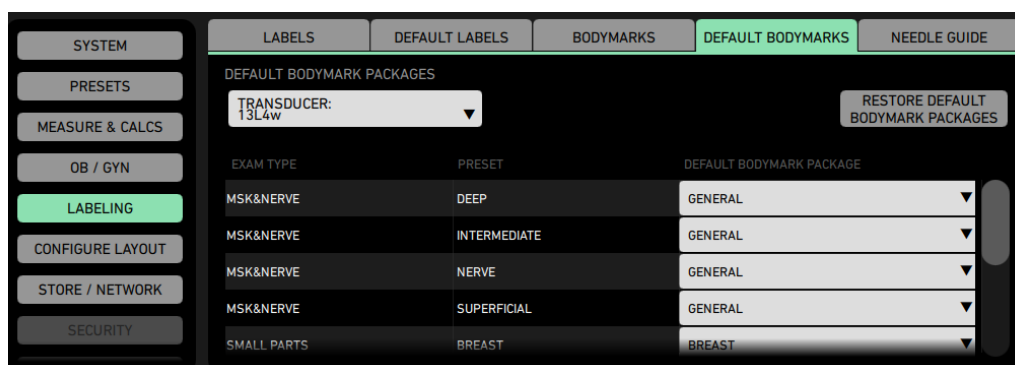 SYSTEM
PRESETS
MEASURE & CALCS
OB / GYN
LABELING
CONFIGURE LAYOUT
STORE / NETWORK
SECURITY
LABELS DEFAULT LABELS BODYMARKS DEFAULT BODYMARKS NEEDLE GUIDE
DEFAULT BODYMARK PACKAGES
TRANSDUCER:
13L4w
RESTORE DEFAULT
BODYMARK PACKAGES
EXAM TYPE PRESET DEFAULT BODYMARK PACKAGE
MSK&NERVE DEEP GENERAL
MSK&NERVE INTERMEDIATE GENERAL
MSK&NERVE NERVE GENERAL
MSK&NERVE SUPERFICIAL GENERAL
SMALL PARTS BREAST BREAST